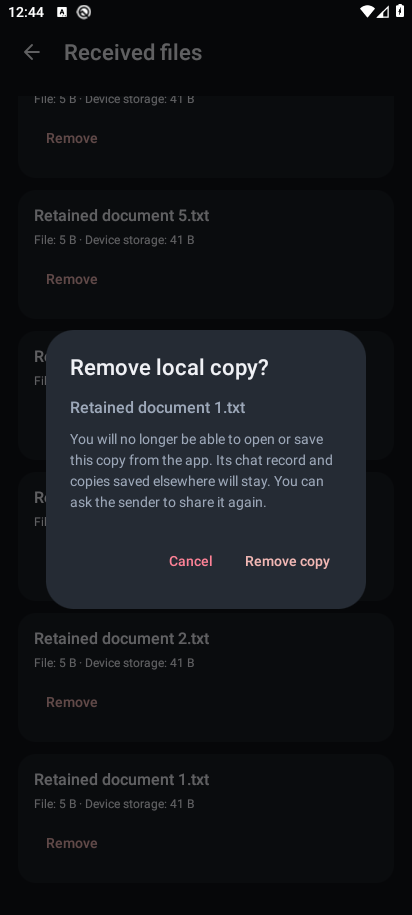 12:44
Received files
File: 5 B · Device storage: 41 B
Remove
Retained document 5.txt
File: 5 B · Device storage: 41 B
Remove
Remove local copy?
Retained document 1.txt
You will no longer be able to open or save
this copy from the app. Its chat record and
copies saved elsewhere will stay. You can
ask the sender to share it again.
Cancel Remove copy
Retained document 2.txt
File: 5 B · Device storage: 41 B
Remove
Retained document 1.txt
File: 5 B · Device storage: 41 B
Remove